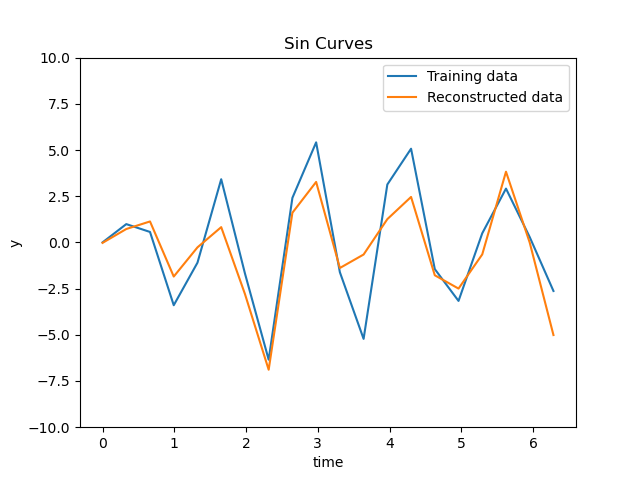 Sin Curves
Training data
Reconstructed data
10.0
7.5
5.0
2.5
0.0
−2.5
−5.0
−7.5
−10.0
y
0 1 2 3 4 5 6
time